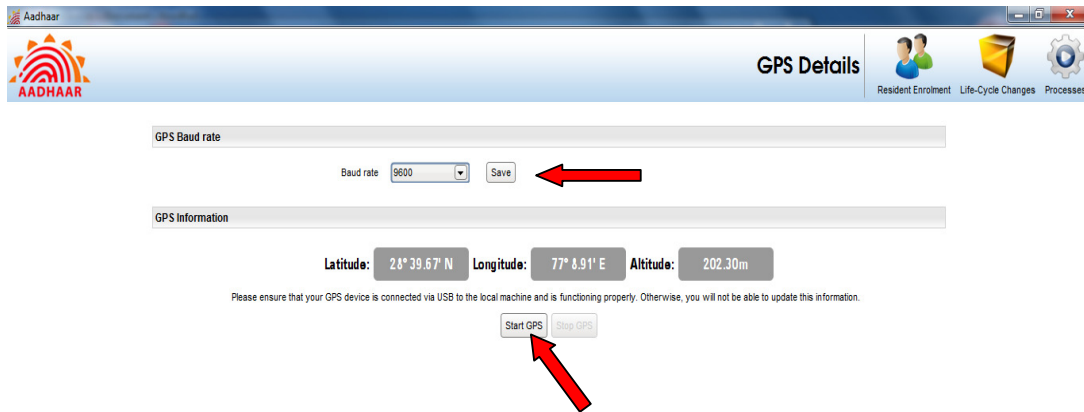 Aadhaar
AADHAAR
GPS Details
Resident Enrolment Life-Cycle Changes Processes
GPS Baud rate
Baud rate 9600 Save
GPS Information
Latitude: 28° 39.67' N Longitude: 77° 8.91' E Altitude: 202.30m
Please ensure that your GPS device is connected via USB to the local machine and is functioning properly. Otherwise, you will not be able to update this information.
Start GPS Stop GPS